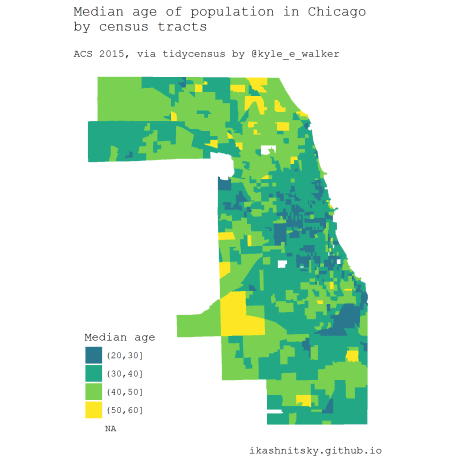 Median age of population in Chicago
by census tracts
ACS 2015, via tidycensus by @kyle_e_walker
Median age
(20,30]
(30,40]
(40,50]
(50,60]
NA
ikashnitsky.github.io